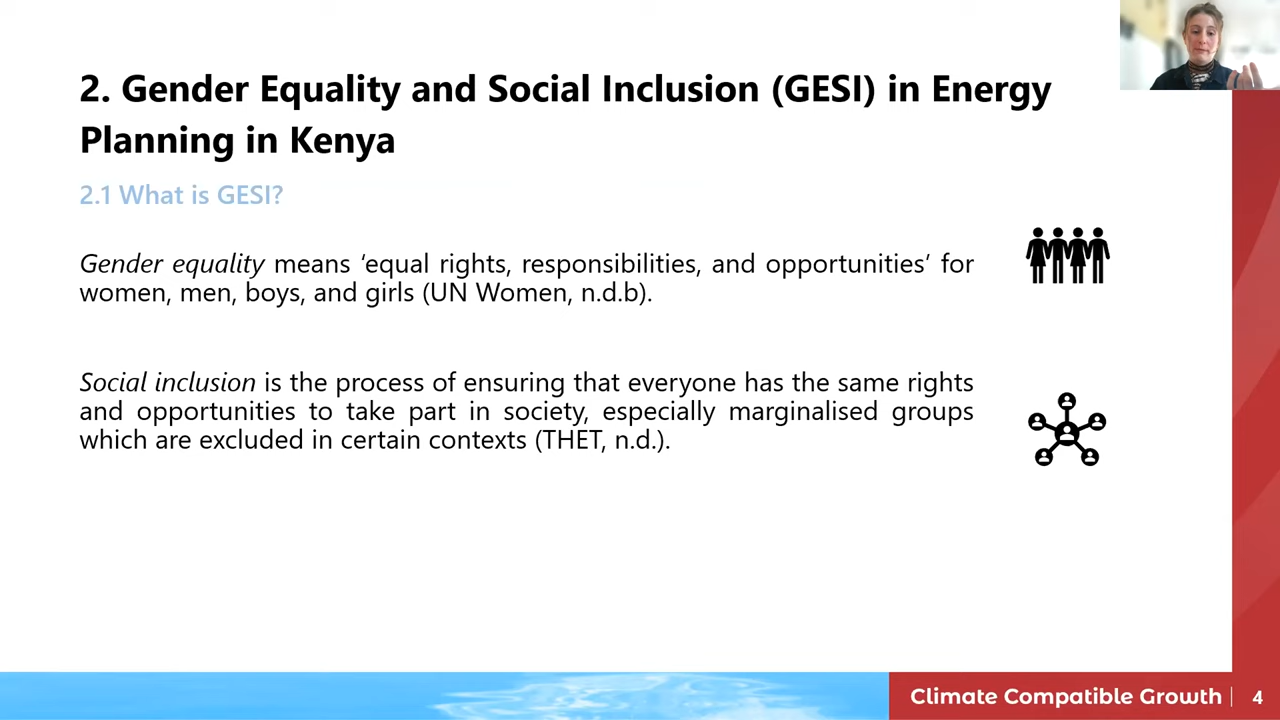 2. Gender Equality and Social Inclusion (GESI) in Energy
Planning in Kenya
2.1 What is GESI?
Gender equality means ‘equal rights, responsibilities, and opportunities’ for
women, men, boys, and girls (UN Women, n.d.b).
Social inclusion is the process of ensuring that everyone has the same rights
and opportunities to take part in society, especially marginalised groups
which are excluded in certain contexts (THET, n.d.).
Climate Compatible Growth 4